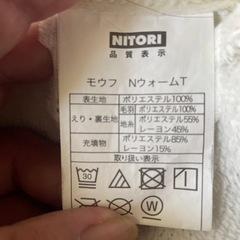 NITORI
品質表示
モウフ NウォームT
表生地 ポリエステル100%
えり・裏生地 毛羽 ポリエステル100%
地糸 ポリエステル55%
レーヨン45%
充填物 ポリエステル85%
レーヨン15%
取り扱い表示
30
W